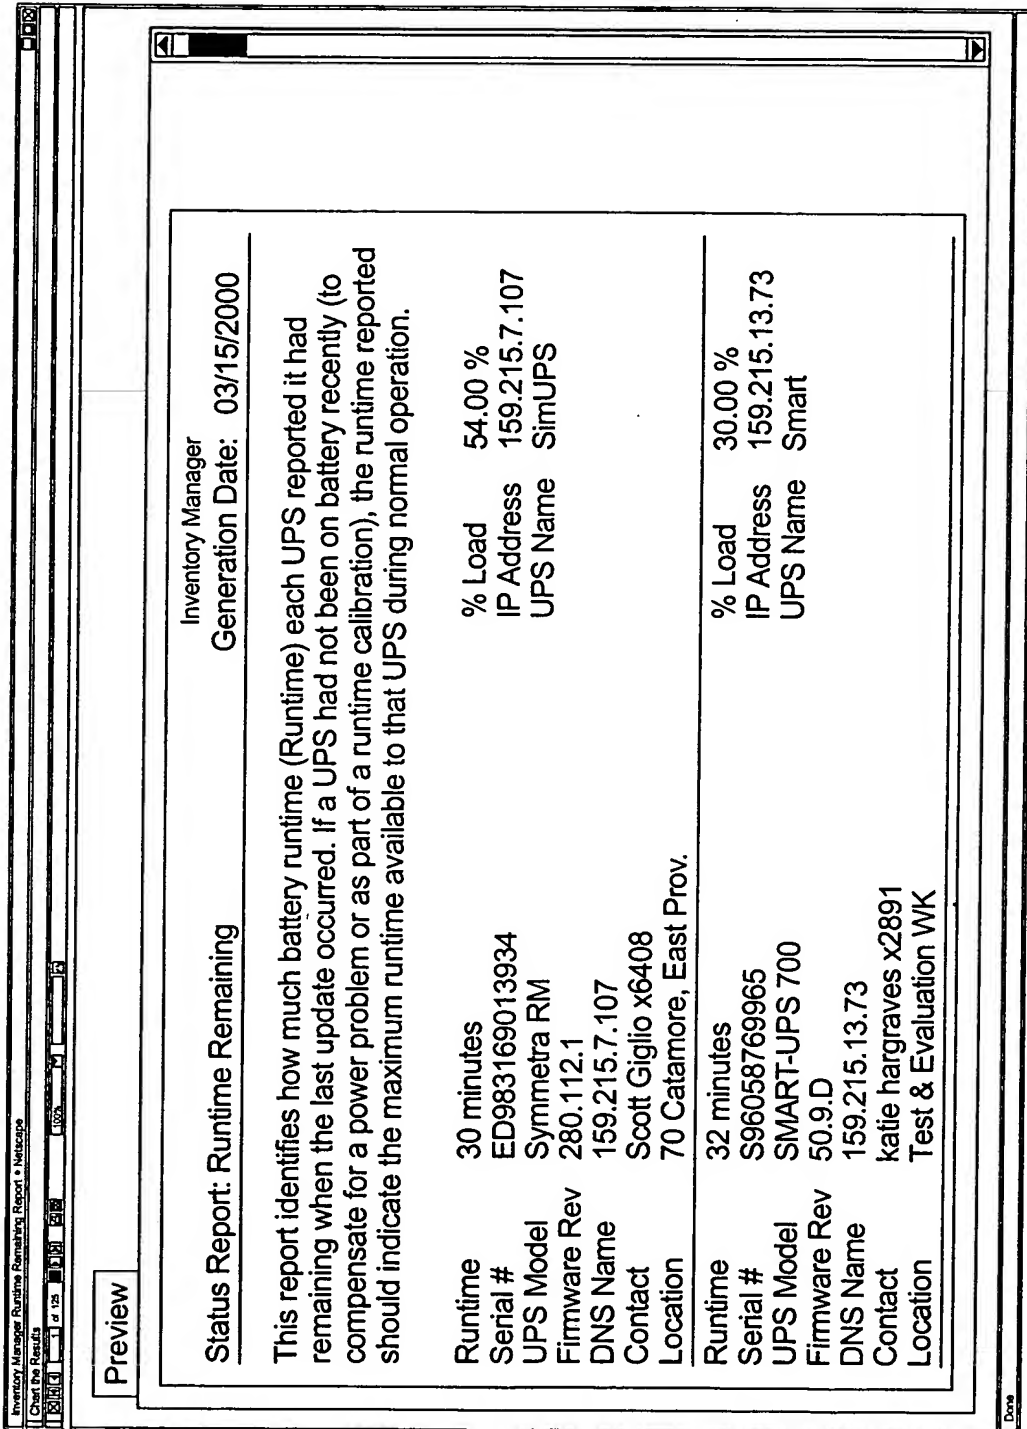 Inventory Manager Runtime Remaining Report • Netscape
Chart the Results
1 of 125
100%
Preview
Inventory Manager
Status Report: Runtime Remaining Generation Date: 03/15/2000
This report identifies how much battery runtime (Runtime) each UPS reported it had
remaining when the last update occurred. If a UPS had not been on battery recently (to
compensate for a power problem or as part of a runtime calibration), the runtime reported
should indicate the maximum runtime available to that UPS during normal operation.
Runtime 30 minutes % Load 54.00 %
Serial # ED9831690013934 IP Address 159.215.7.107
UPS Model Symmetra RM UPS Name SimUPS
Firmware Rev 280.112.1
DNS Name 159.215.7.107
Contact Scott Giglio x6408
Location 70 Catamore, East Prov.
Runtime 32 minutes % Load 30.00 %
Serial # S96058769965 IP Address 159.215.13.73
UPS Model SMART-UPS 700 UPS Name Smart
Firmware Rev 50.9.D
DNS Name 159.215.13.73
Contact katie hargraves x2891
Location Test & Evaluation WK
Done